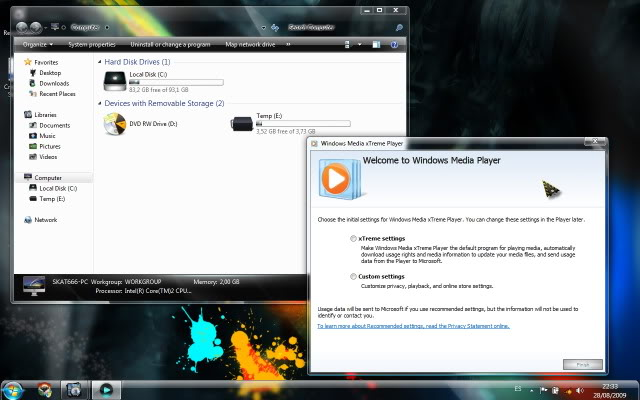 Computer
Search Computer
Organize
System properties
Uninstall or change a program
Map network drive
»
Favorites
Desktop
Downloads
Recent Places
Libraries
Documents
Music
Pictures
Videos
Computer
Local Disk (C:)
Temp (E:)
Network
Hard Disk Drives (1)
Local Disk (C:)
83,2 GB free of 93,1 GB
Devices with Removable Storage (2)
DVD RW Drive (D:)
Temp (E:)
3,52 GB free of 3,73 GB
SKAT666-PC Workgroup: WORKGROUP Memory: 2,00 GB
Processor: Intel(R) Core(TM)2 CPU...
Windows Media xTreme Player
Welcome to Windows Media Player
Choose the initial settings for Windows Media xTreme Player. You can change these settings in the Player later.
xTreme settings
Make Windows Media xTreme Player the default program for playing media, automatically
download usage rights and media information to update your media files, and send usage
data from the Player to Microsoft.
Custom settings
Customize privacy, playback, and online store settings.
Usage data will be sent to Microsoft if you use recommended settings, but the information will not be used to
identify or contact you.
To learn more about Recommended settings, read the Privacy Statement online.
Finish
ES
22:33
28/08/2009